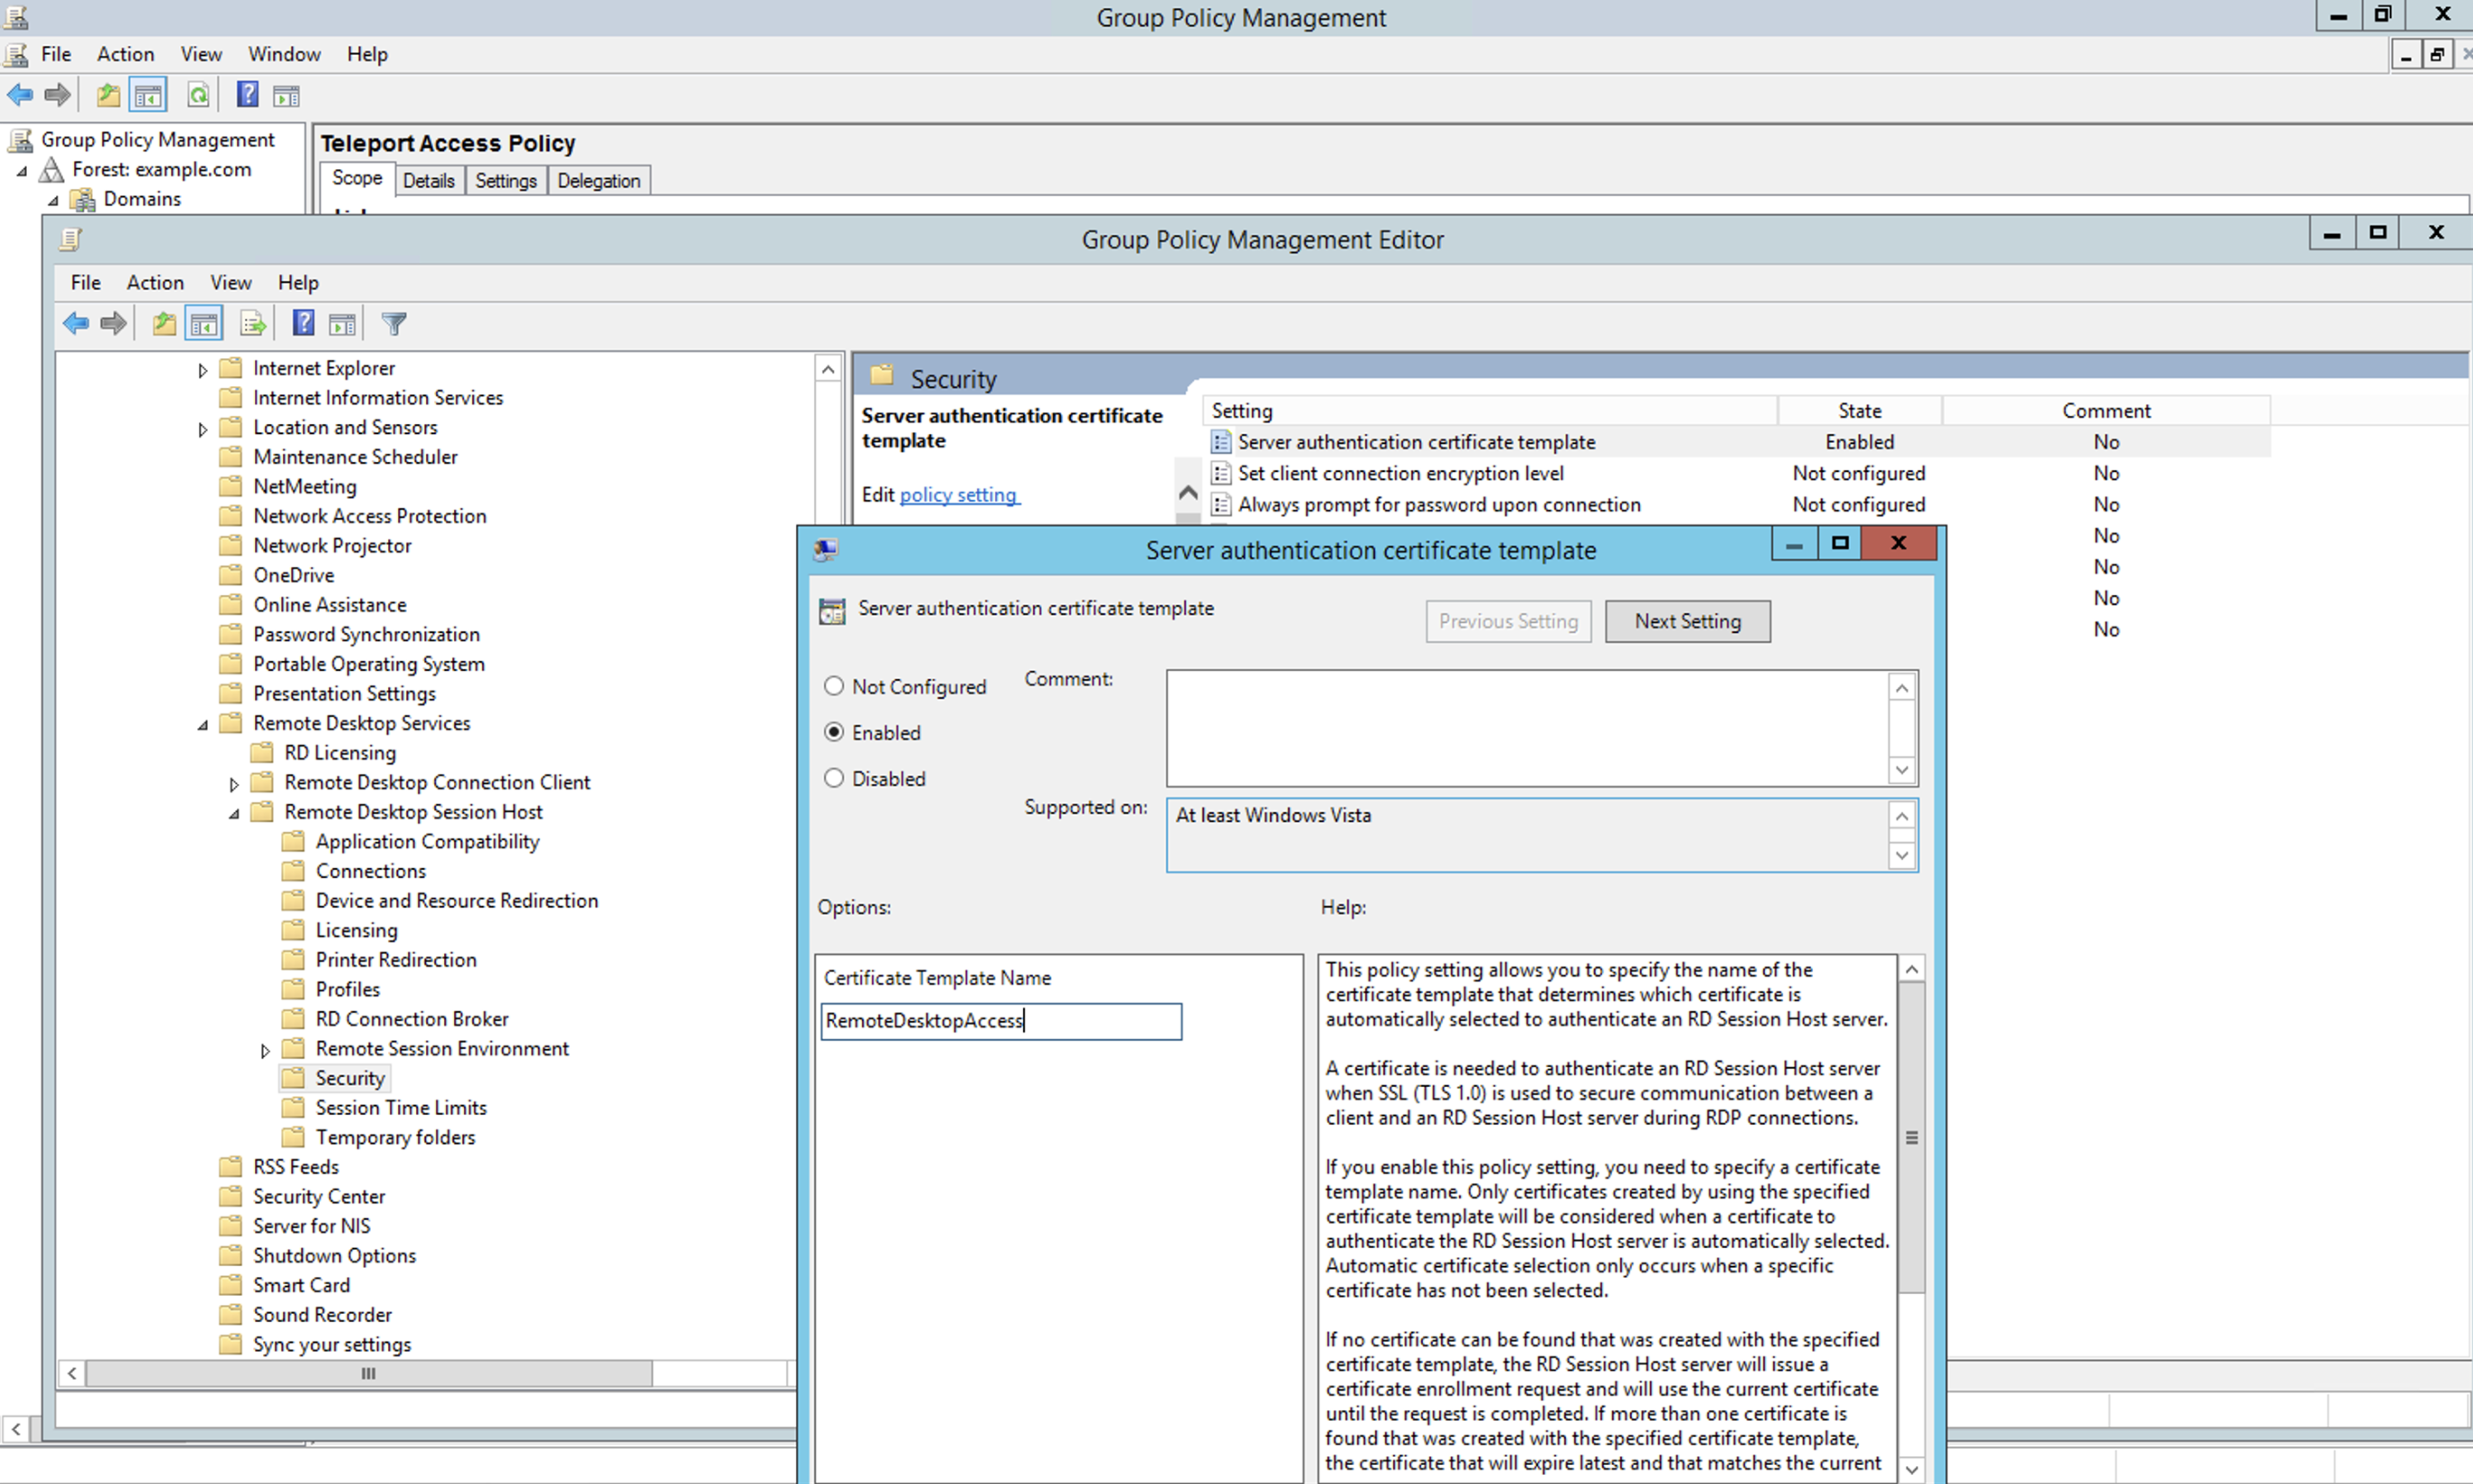 Group Policy Management
File Action View Window Help
Group Policy Management
Forest: example.com
Domains
Teleport Access Policy
Scope Details Settings Delegation
Group Policy Management Editor
File Action View Help
Internet Explorer
Internet Information Services
Location and Sensors
Maintenance Scheduler
NetMeeting
Network Access Protection
Network Projector
OneDrive
Online Assistance
Password Synchronization
Portable Operating System
Presentation Settings
Remote Desktop Services
RD Licensing
Remote Desktop Connection Client
Remote Desktop Session Host
Application Compatibility
Connections
Device and Resource Redirection
Licensing
Printer Redirection
Profiles
RD Connection Broker
Remote Session Environment
Security
Session Time Limits
Temporary folders
RSS Feeds
Security Center
Server for NIS
Shutdown Options
Smart Card
Sound Recorder
Sync your settings
Security
Server authentication certificate
template
Edit policy setting
Setting State Comment
Server authentication certificate template Enabled No
Set client connection encryption level Not configured No
Always prompt for password upon connection Not configured No
No
No
No
No
Server authentication certificate template
Server authentication certificate template
Previous Setting Next Setting
Not Configured
Enabled
Disabled
Comment:
Supported on:
At least Windows Vista
Options:
Help:
Certificate Template Name
RemoteDesktopAccess
This policy setting allows you to specify the name of the
certificate template that determines which certificate is
automatically selected to authenticate an RD Session Host server.
A certificate is needed to authenticate an RD Session Host server
when SSL (TLS 1.0) is used to secure communication between a
client and an RD Session Host server during RDP connections.
If you enable this policy setting, you need to specify a certificate
template name. Only certificates created by using the specified
certificate template will be considered when a certificate to
authenticate the RD Session Host server is automatically selected.
Automatic certificate selection only occurs when a specific
certificate has not been selected.
If no certificate can be found that was created with the specified
certificate template, the RD Session Host server will issue a
certificate enrollment request and will use the current certificate
until the request is completed. If more than one certificate is
found that was created with the specified certificate template,
the certificate that will expire latest and that matches the current